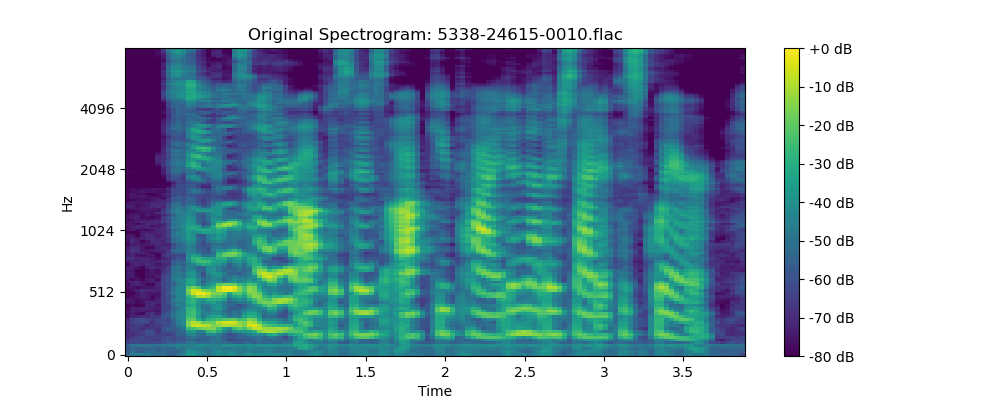 Original Spectrogram: 5338-24615-0010.flac
Hz
4096
2048
1024
512
0
0 0.5 1 1.5 2 2.5 3 3.5
Time
+0 dB
-10 dB
-20 dB
-30 dB
-40 dB
-50 dB
-60 dB
-70 dB
-80 dB